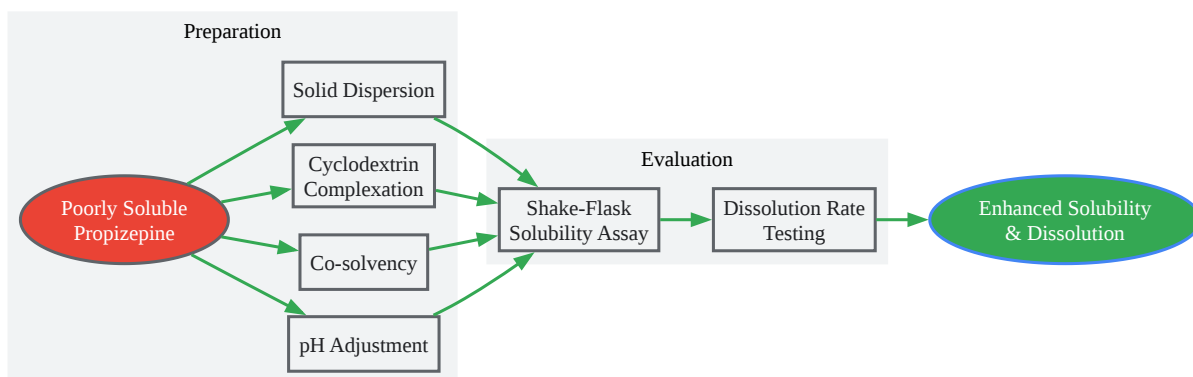 Preparation
Solid Dispersion
Cyclodextrin
Complexation
Poorly Soluble
Propizepine
Co-solvency
pH Adjustment
Evaluation
Shake-Flask
Solubility Assay
Dissolution Rate
Testing
Enhanced Solubility
& Dissolution